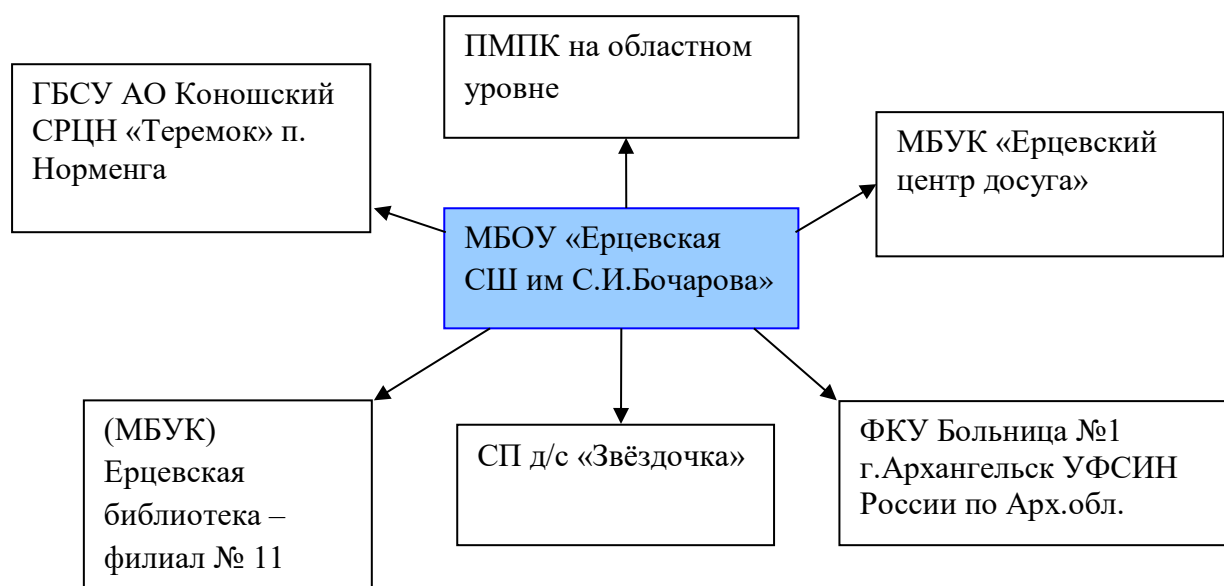 ПМПК на областном
уровне
ГБСУ АО Коношский
СРЦН «Теремок» п.
Норменга
МБУК «Ерцевский
центр досуга»
МБОУ «Ерцевская
СШ им С.И.Бочарова»
(МБУК)
Ерцевская
библиотека –
филиал № 11
СП д/с «Звёздочка»
ФКУ Больница №1
г.Архангельск УФСИН
России по Арх.обл.